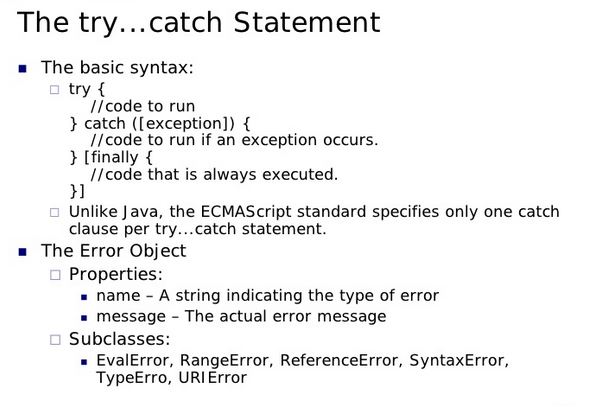 The try...catch Statement
The basic syntax:
try {
//code to run
} catch ([exception]) {
//code to run if an exception occurs.
} [finally {
//code that is always executed.
}]
Unlike Java, the ECMAScript standard specifies only one catch
clause per try...catch statement.
The Error Object
Properties:
name – A string indicating the type of error
message – The actual error message
Subclasses:
EvalError, RangeError, ReferenceError, SyntaxError,
TypeErro, URIError